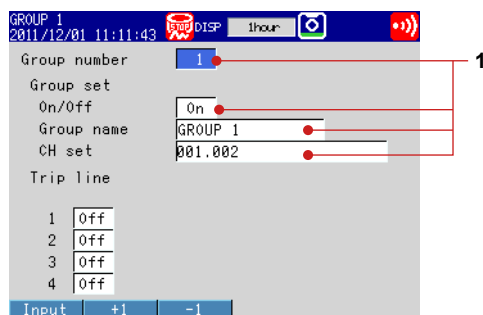 GROUP 1
2011/12/01 11:11:43 STOP DISP 1hour
Group number 1
1
Group set
On/Off On
Group name GROUP 1
CH set 001.002
Trip line
1 Off
2 Off
3 Off
4 Off
Input +1 -1